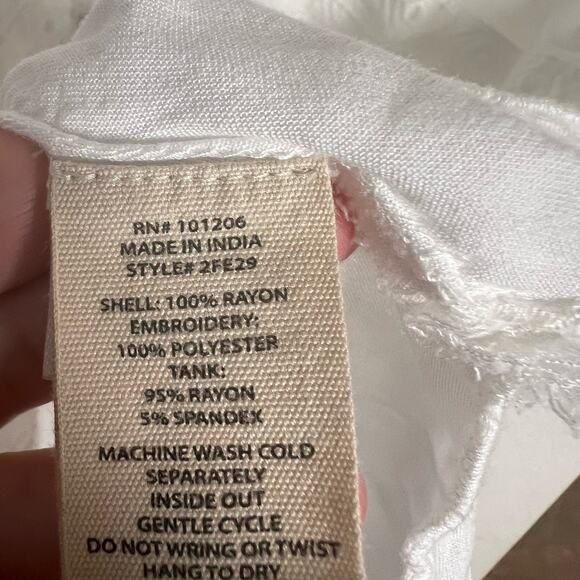 RN# 101206
MADE IN INDIA
STYLE# 2FE29
SHELL: 100% RAYON
EMBROIDERY:
100% POLYESTER
TANK:
95% RAYON
5% SPANDEX
MACHINE WASH COLD
SEPARATELY
INSIDE OUT
GENTLE CYCLE
DO NOT WRING OR TWIST
HANG TO DRY